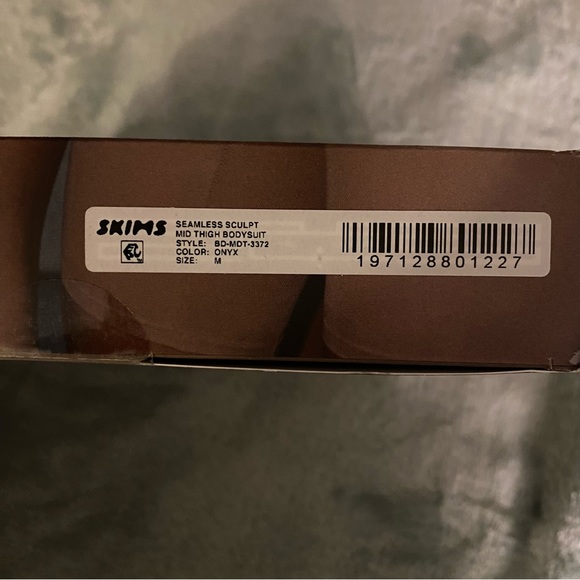 SKIMS
SEAMLESS SCULPT
MID THIGH BODYSUIT
STYLE: BD-MDT-3372
COLOR: ONYX
SIZE: M
197128801227